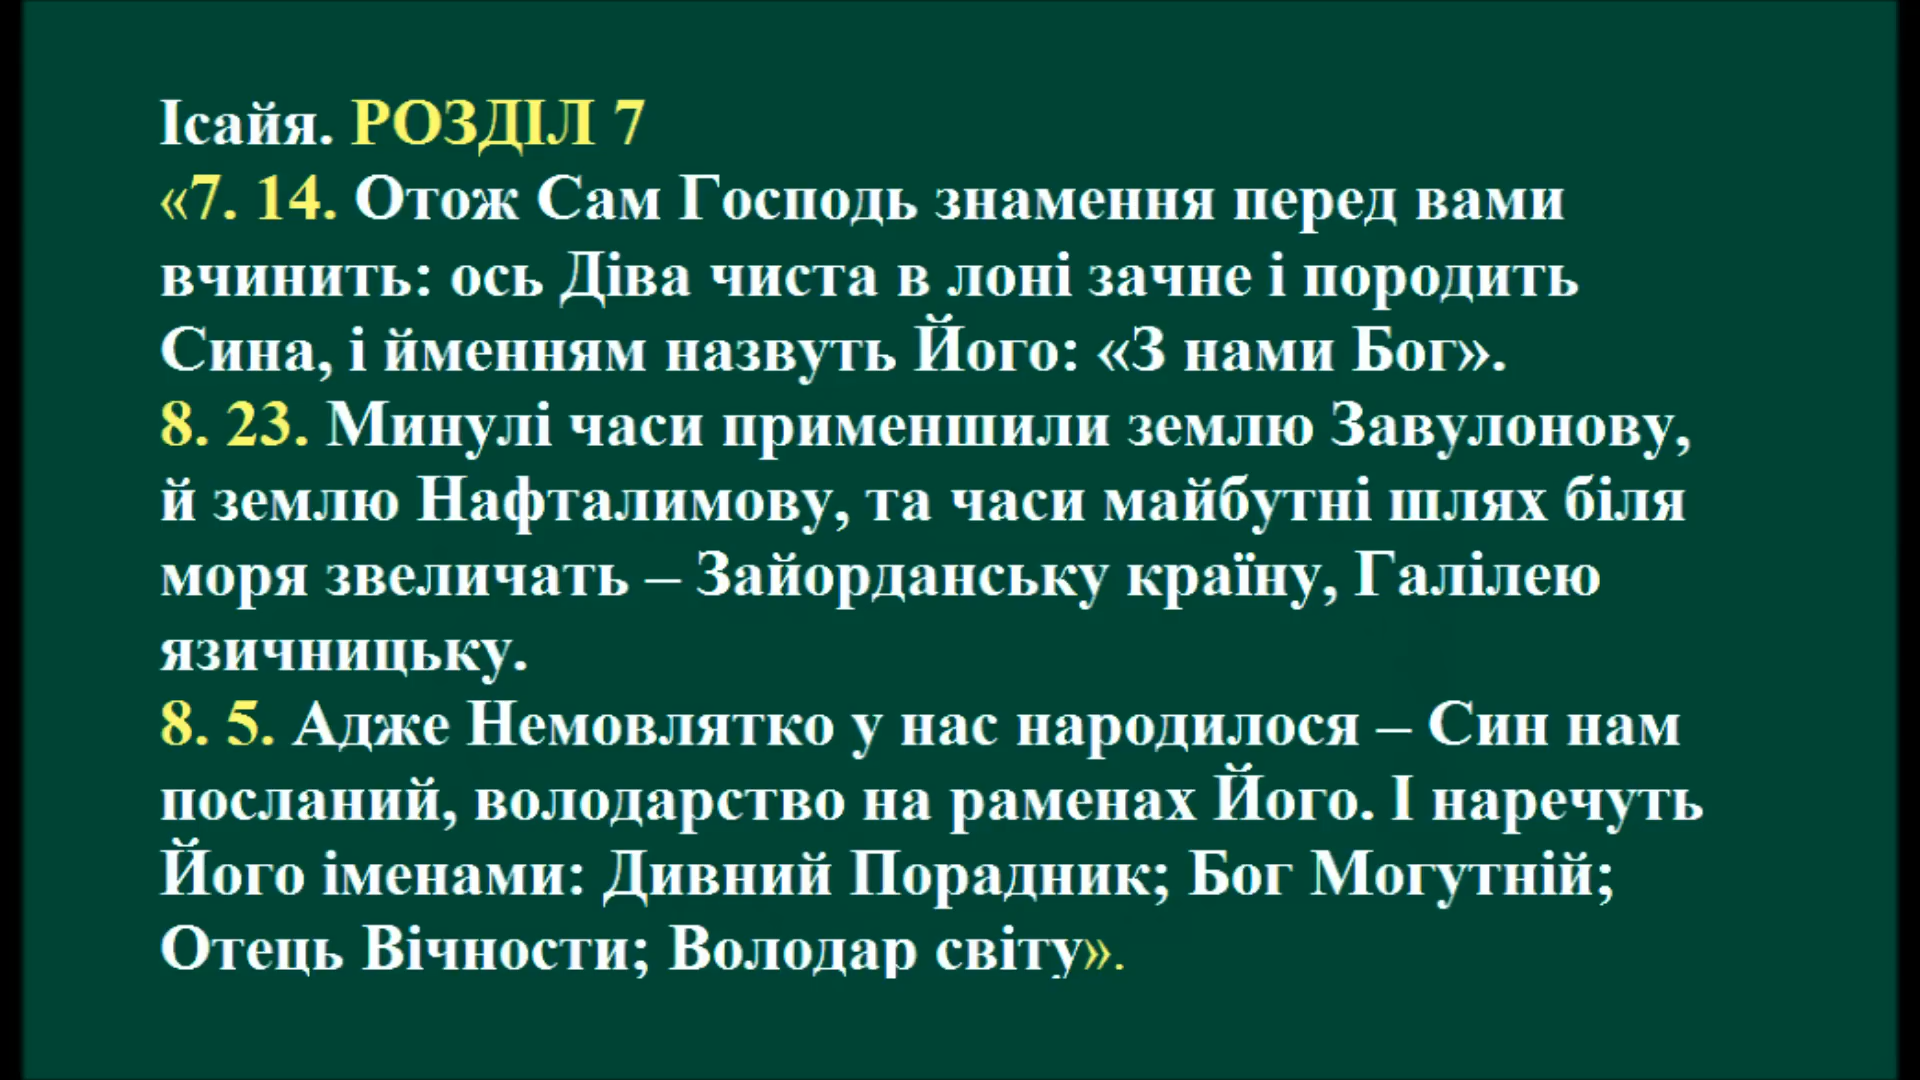 Ісайя. РОЗДІЛ 7
«7. 14. Отож Сам Господь знамення перед вами
вчинить: ось Діва чиста в лоні зачне і породить
Сина, і йменням назвуть Його: «З нами Бог».
8. 23. Минулі часи применшили землю Завулонову,
й землю Нафталимову, та часи майбутні шлях біля
моря звеличать – Зайорданську країну, Галілею
язичницьку.
8. 5. Адже Немовлятко у нас народилося – Син нам
посланий, володарство на раменах Його. І наречуть
Його іменами: Дивний Порадник; Бог Могутній;
Отець Вічности; Володар світу».